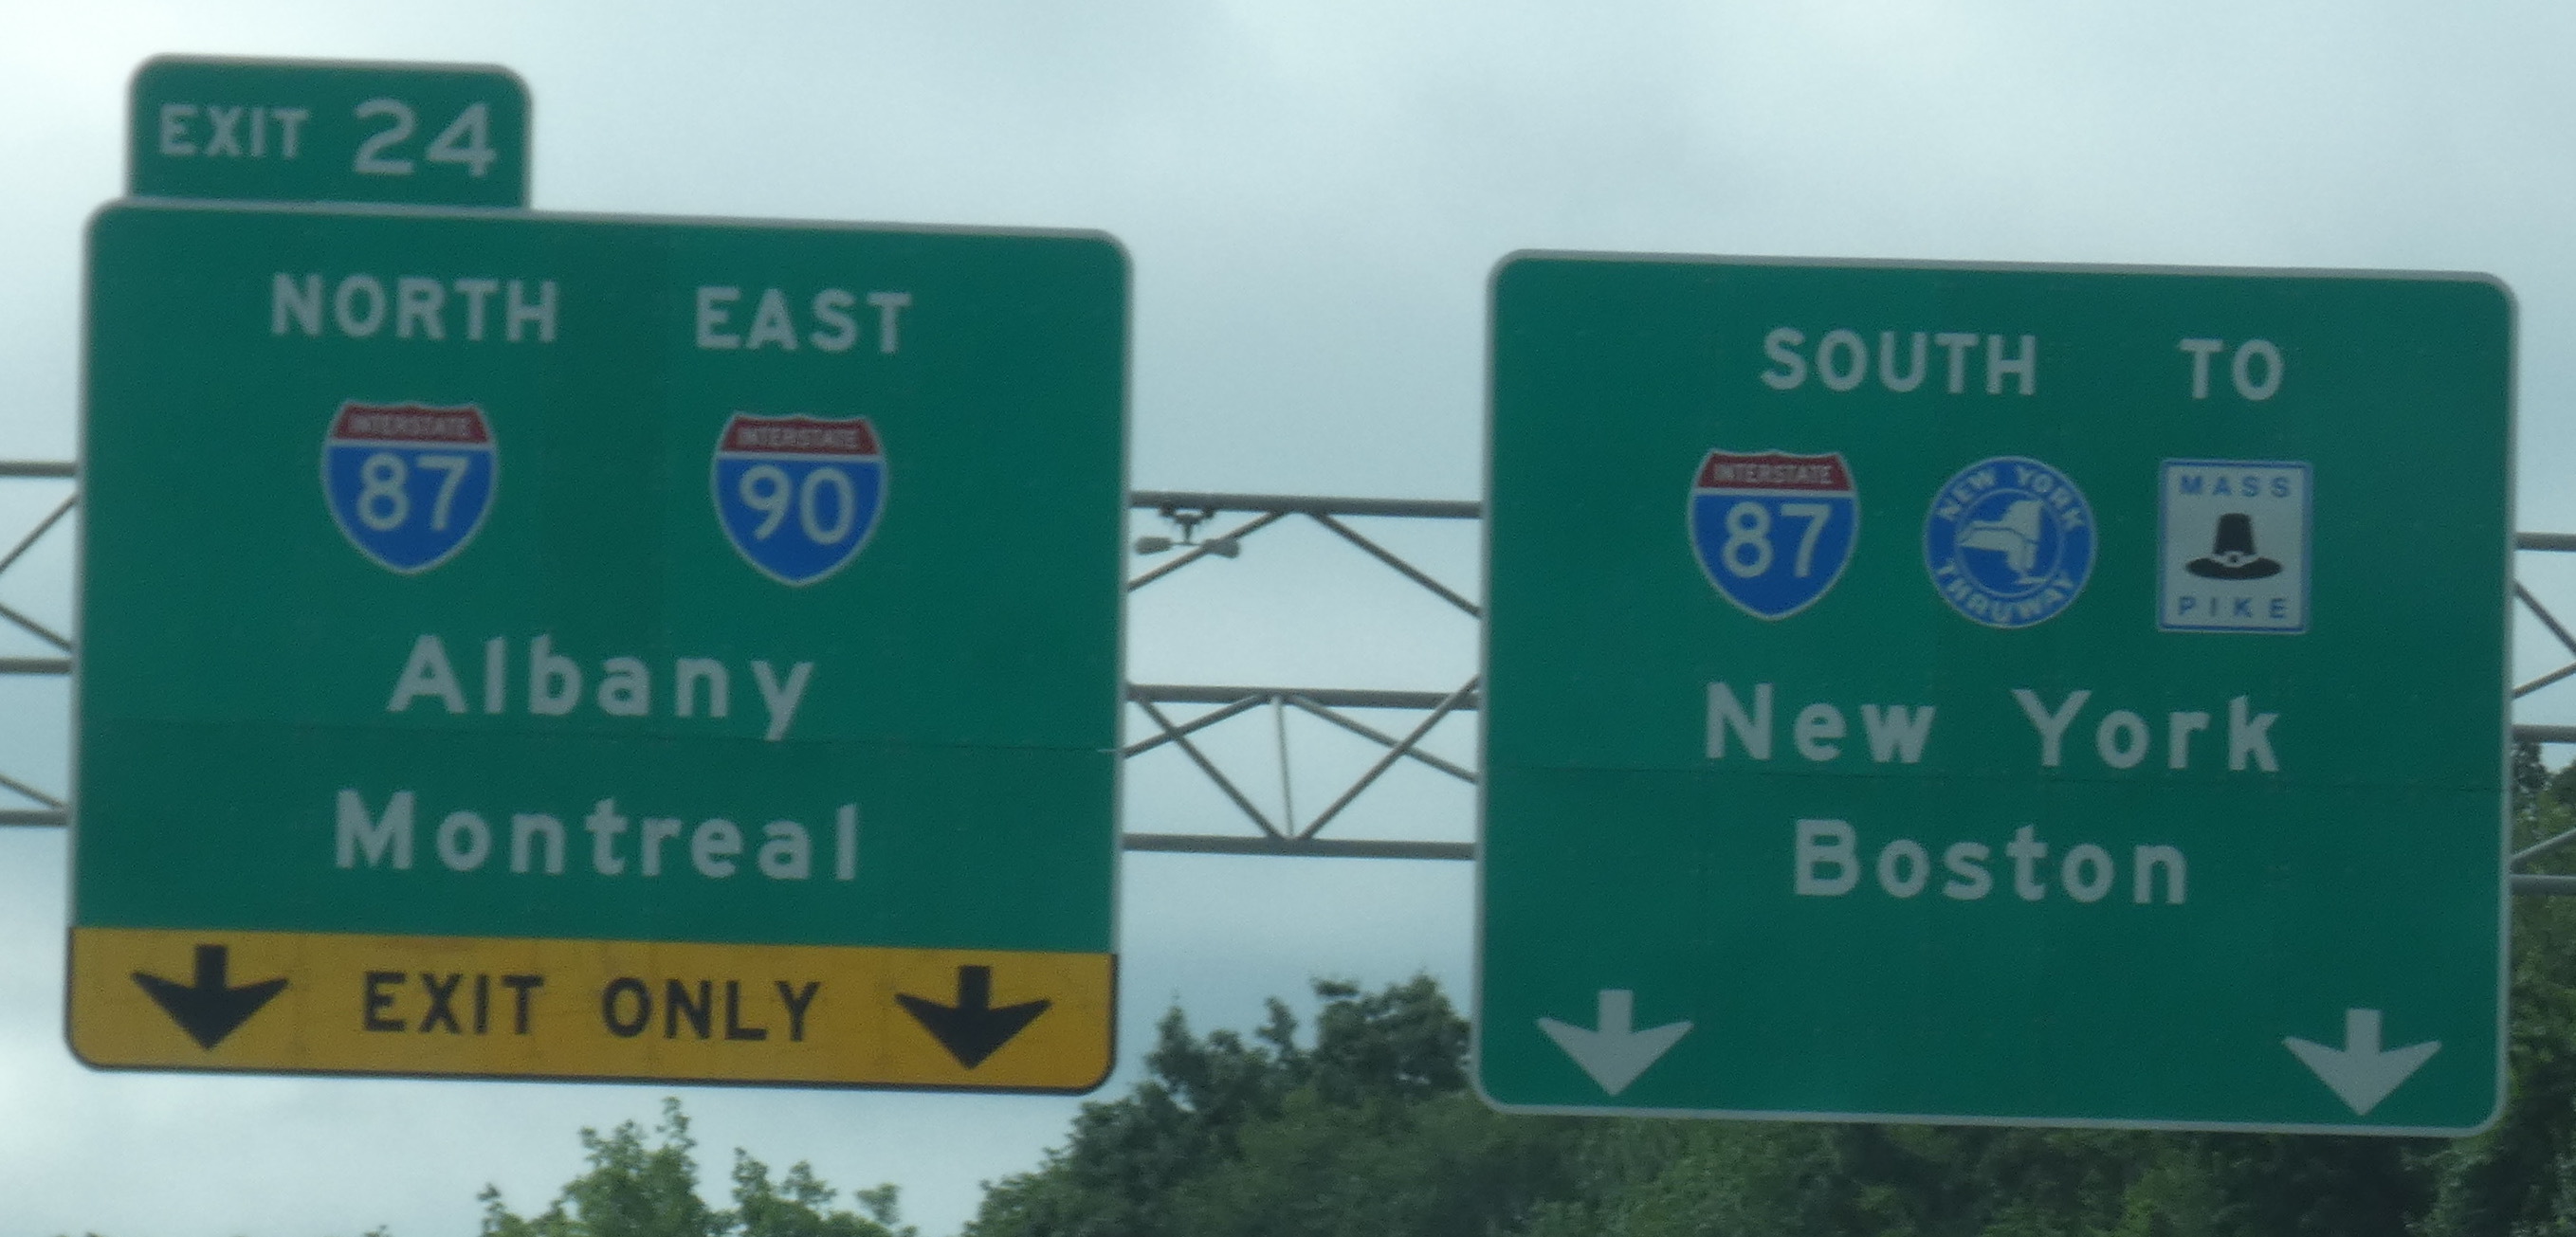 EXIT 24
NORTH EAST
INTERSTATE 87
INTERSTATE 90
Albany
Montreal
EXIT ONLY
SOUTH TO
INTERSTATE 87
NEW YORK THRUWAY
MASS PIKE
New York
Boston